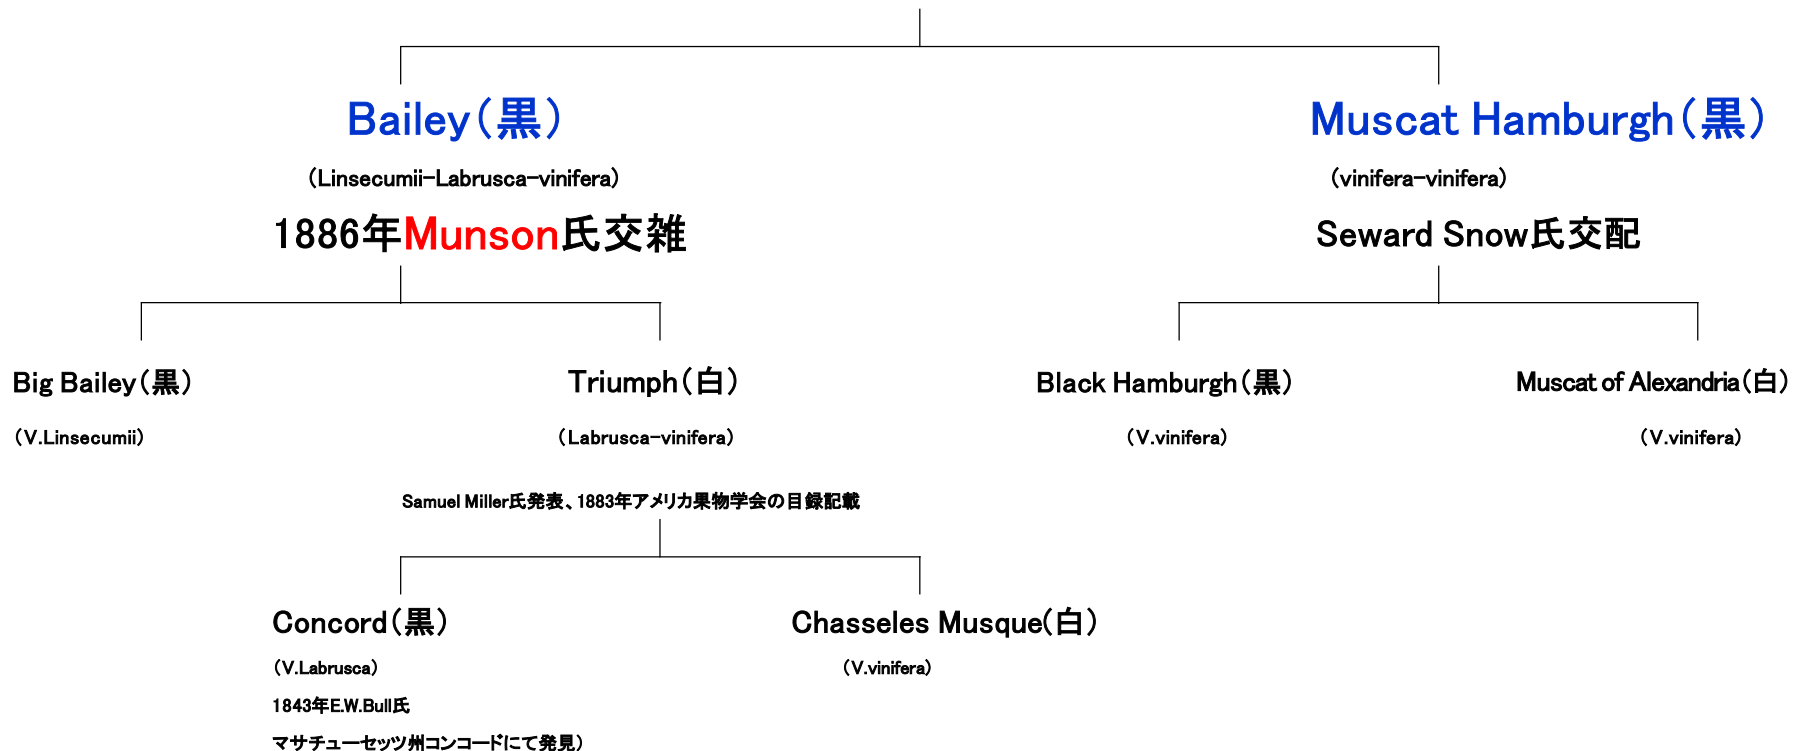 Bailey(黒)
Muscat Hamburgh(黒)
(Linsecumii-Labrusca-vinifera)
(vinifera-vinifera)
1886年Munson氏交雑
Seward Snow氏交配
Big Bailey(黒)
Triumph(白)
Black Hamburgh(黒)
Muscat of Alexandria(白)
(V.Linsecumii)
(Labrusca-vinifera)
(V.vinifera)
(V.vinifera)
Samuel Miller氏発表、1883年アメリカ果物学会の目録記載
Concord(黒)
Chasseles Musque(白)
(V.Labrusca)
(V.vinifera)
1843年E.W.Bull氏
マサチューセッツ州コンコードにて発見)